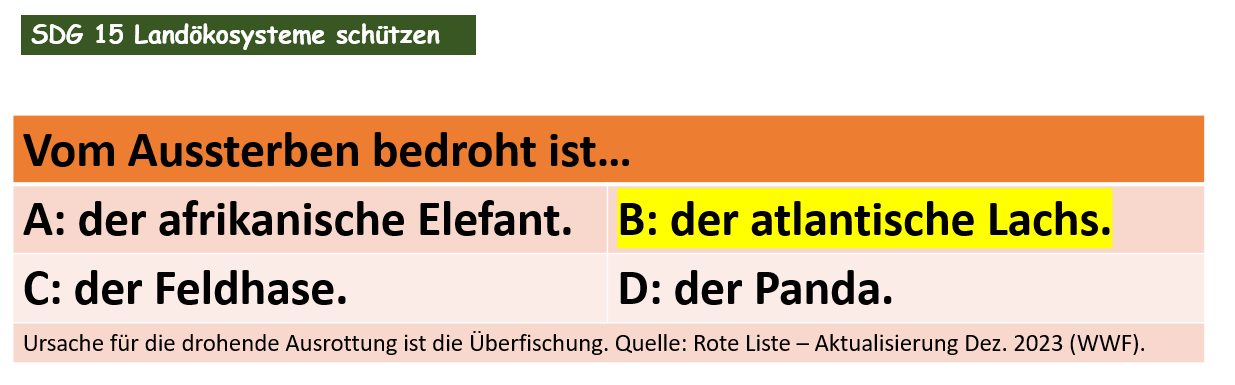 SDG 15 Landökosysteme schützen
Vom Aussterben bedroht ist…
A: der afrikanische Elefant.
B: der atlantische Lachs.
C: der Feldhase.
D: der Panda.
Ursache für die drohende Ausrottung ist die Überfischung. Quelle: Rote Liste – Aktualisierung Dez. 2023 (WWF).